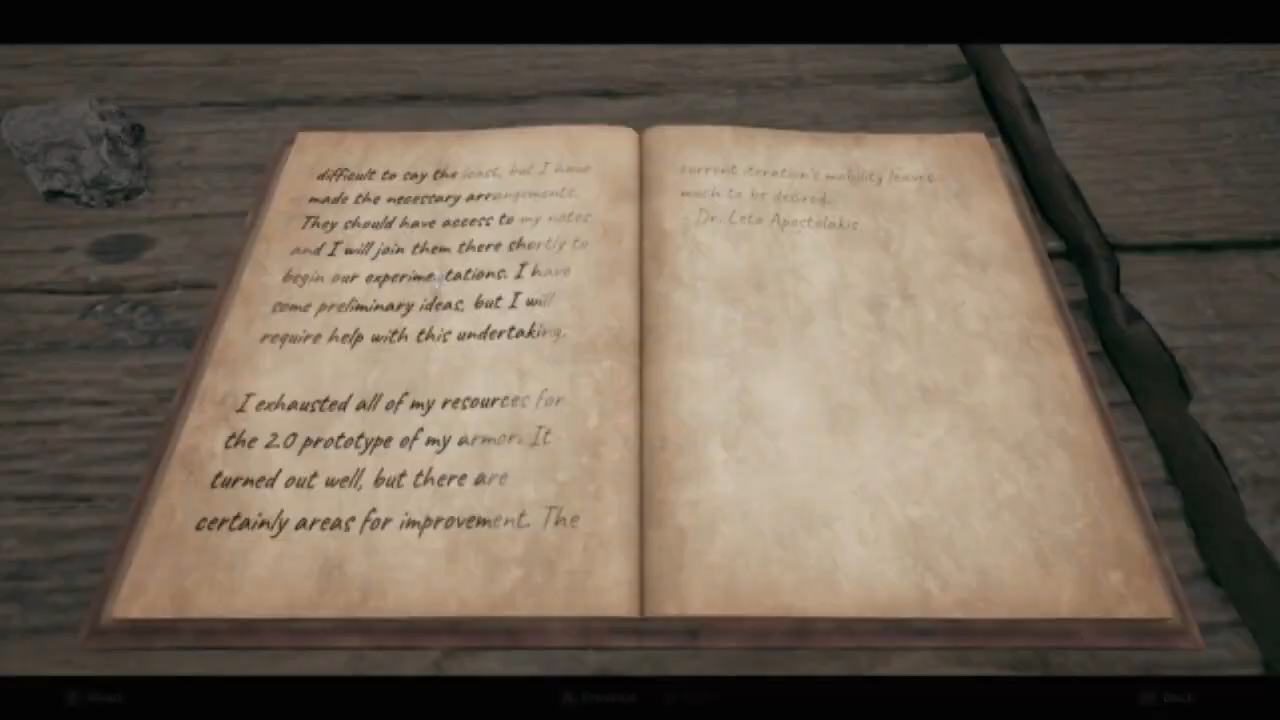 difficult to say the least, but I have
made the necessary arrangements.
They should have access to my notes
and I will join them there shortly to
begin our experimentations. I have
some preliminary ideas, but I will
require help with this undertaking.
I exhausted all of my resources for
the 2.0 prototype of my armor. It
turned out well, but there are
certainly areas for improvement. The
current iteration's mobility leaves
much to be desired.
- Dr. Leto Apostolakis
Back